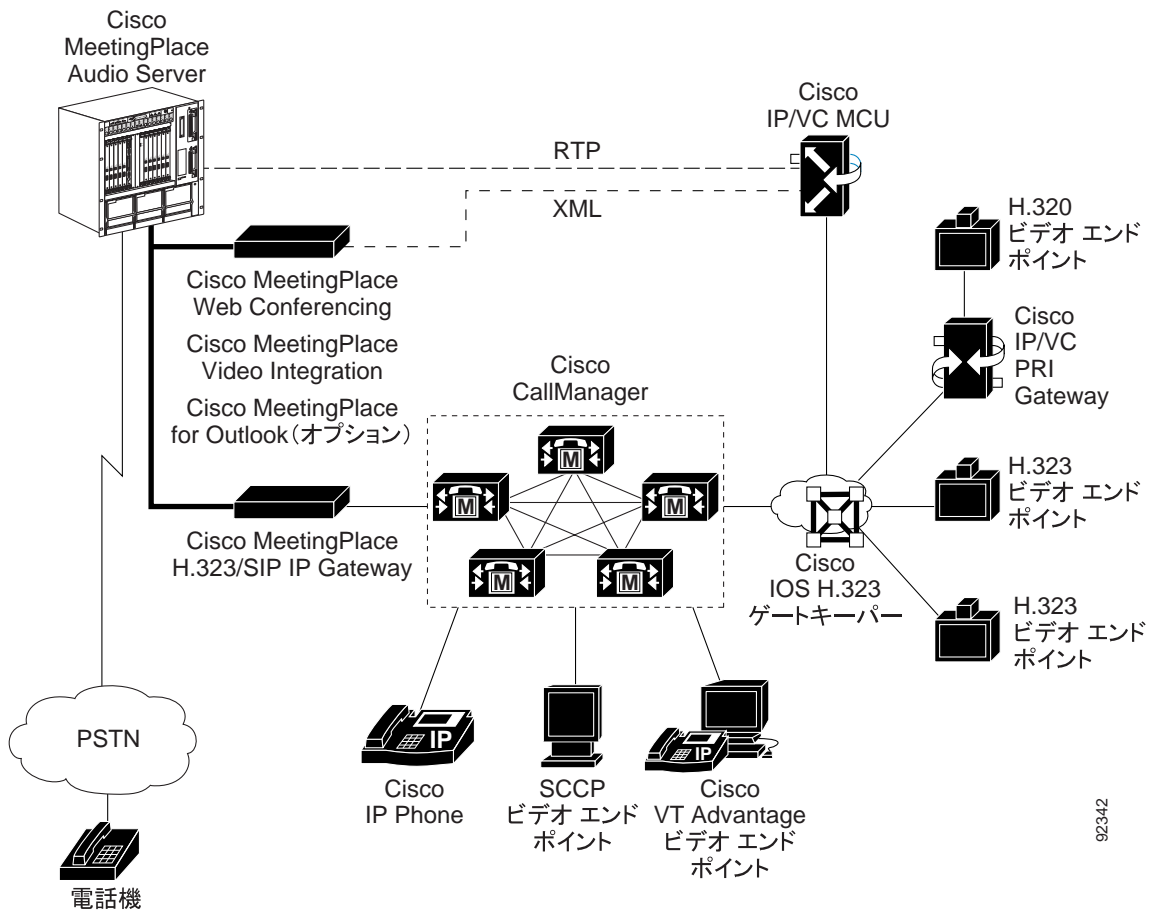 Cisco
MeetingPlace
Audio Server
Cisco
IP/VC MCU
RTP
XML
H.320
ビデオ エンド
ポイント
Cisco MeetingPlace
Web Conferencing
Cisco MeetingPlace
Video Integration
Cisco MeetingPlace
for Outlook(オプション)
Cisco
CallManager
Cisco
IP/VC
PRI
Gateway
M
M
M
M
M
H.323
ビデオ エンド
ポイント
Cisco MeetingPlace
H.323/SIP IP Gateway
Cisco
IOS H.323
ゲートキーパー
H.323
ビデオ エンド
ポイント
PSTN
IP
IP
Cisco
IP Phone
SCCP
ビデオ エンド
ポイント
Cisco
VT Advantage
ビデオ エンド
ポイント
電話機
92342